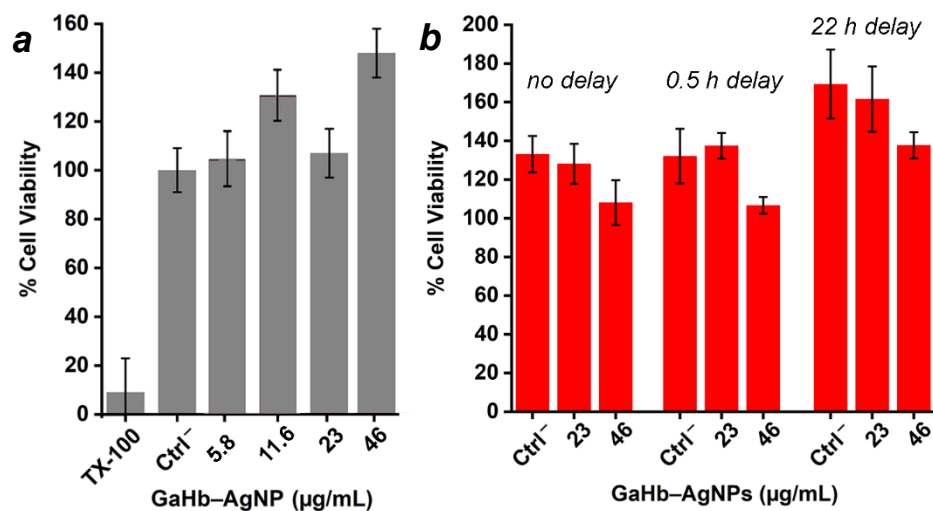 a
% Cell Viability
160
140
120
100
80
60
40
20
0
TX-100
Ctrl⁻
5.8
11.6
23
46
GaHb–AgNP (µg/mL)
b
% Cell Viability
200
180
160
140
120
100
80
60
40
20
0
no delay
0.5 h delay
22 h delay
Ctrl⁻
23
46
Ctrl⁻
23
46
Ctrl⁻
23
46
GaHb–AgNPs (µg/mL)